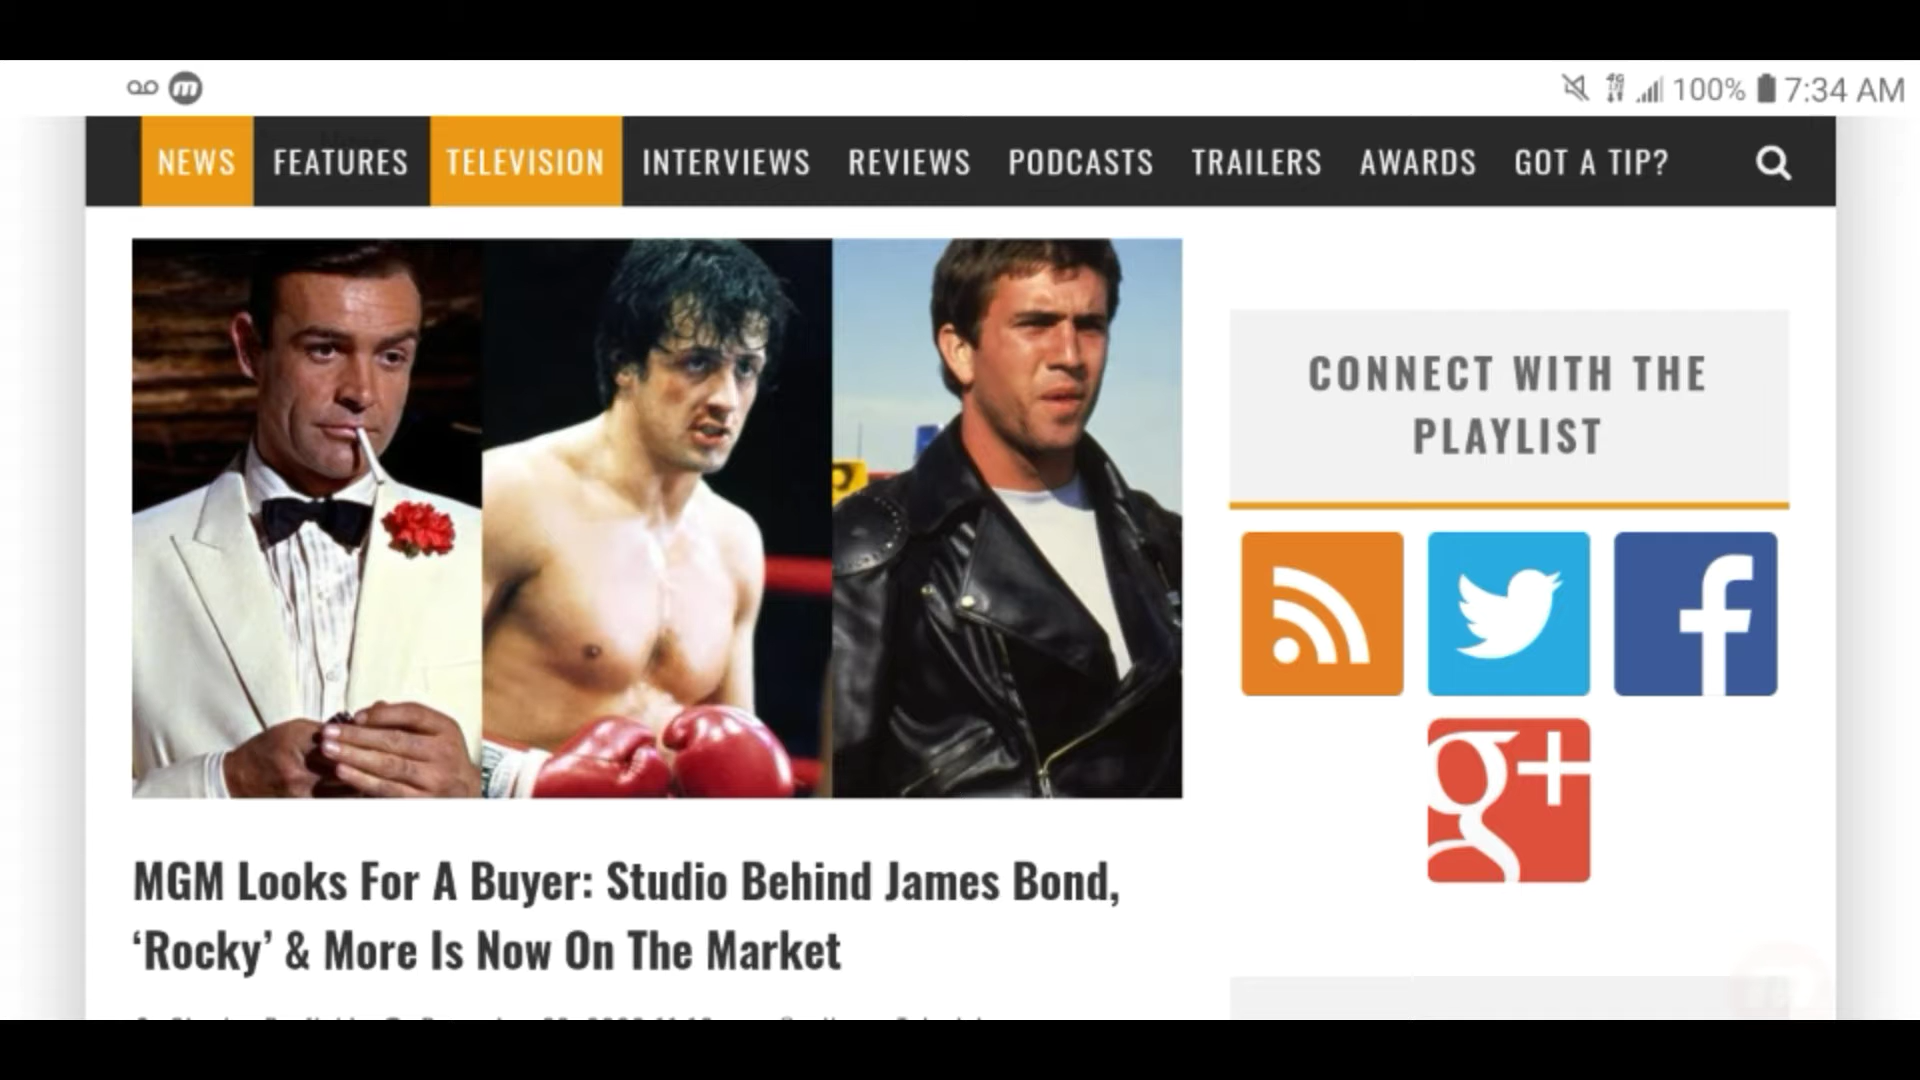 100% 7:34 AM
NEWS FEATURES TELEVISION INTERVIEWS REVIEWS PODCASTS TRAILERS AWARDS GOT A TIP?
CONNECT WITH THE
PLAYLIST
g+
MGM Looks For A Buyer: Studio Behind James Bond,
‘Rocky’ & More Is Now On The Market